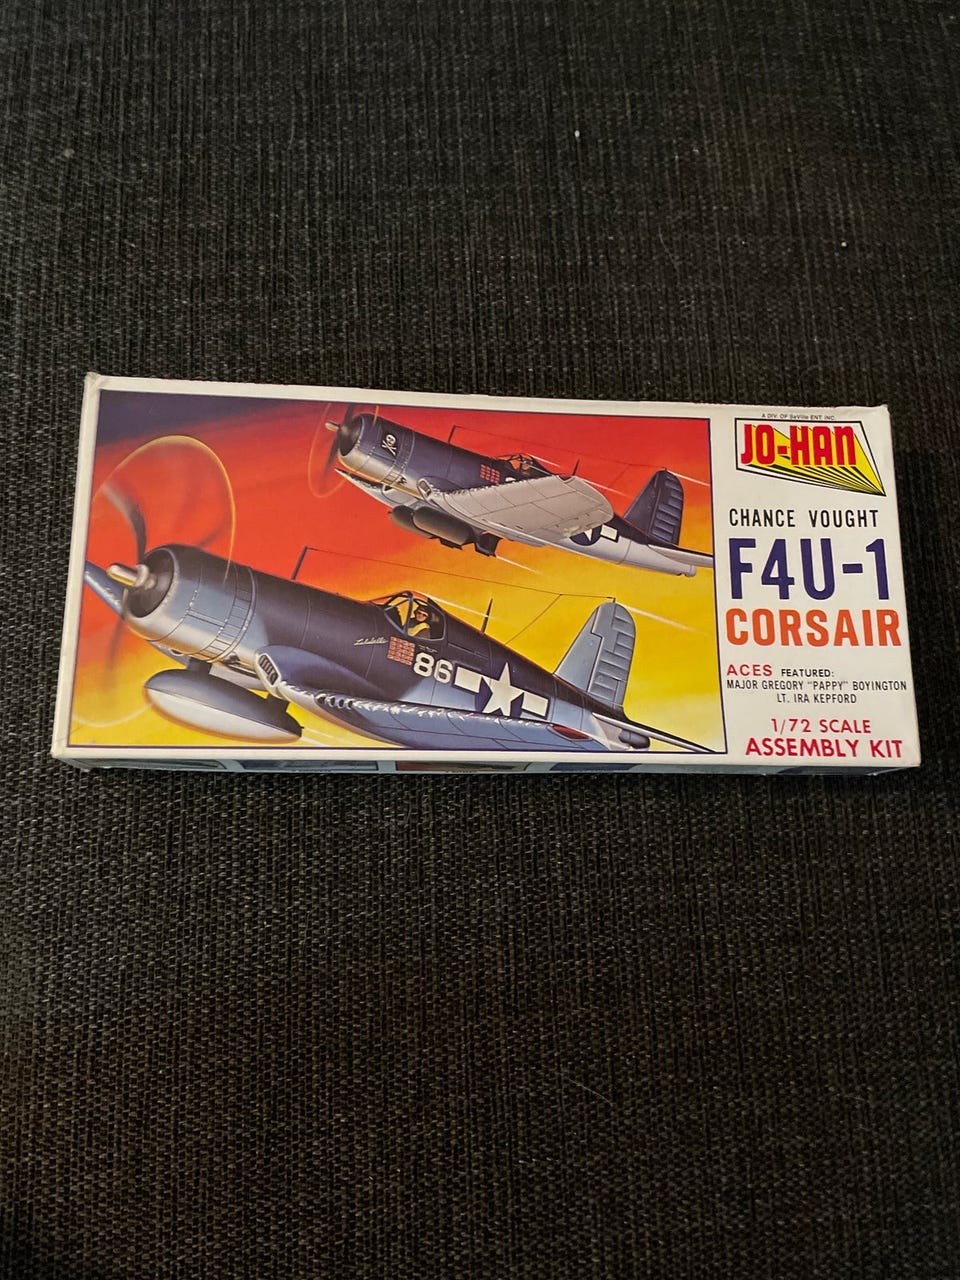 A DIV. OF SeVille ENT. INC.
JO-HAN
CHANCE VOUGHT
F4U-1
CORSAIR
ACES FEATURED:
MAJOR GREGORY "PAPPY" BOYINGTON
LT. IRA KEPFORD
1/72 SCALE
ASSEMBLY KIT
86